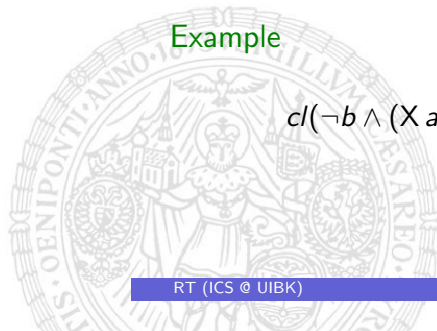 Example
cl(¬b ∧ (X a
RT (ICS @ UIBK)